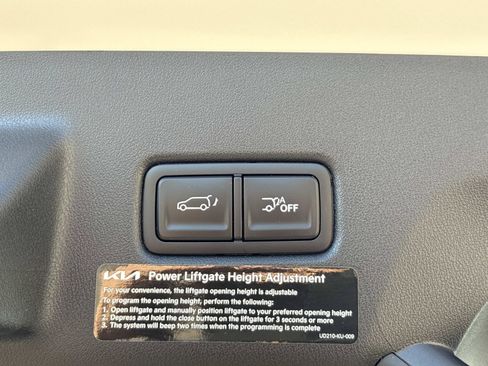 A
OFF
KIA Power Liftgate Height Adjustment
For your convenience, the liftgate opening height is adjustable
To program the opening height, perform the following:
1. Open liftgate and manually position liftgate to your preferred opening height
2. Depress and hold the close button on the liftgate for 3 seconds or more
3. The system will beep two times when the programming is complete
UD210-KU-009